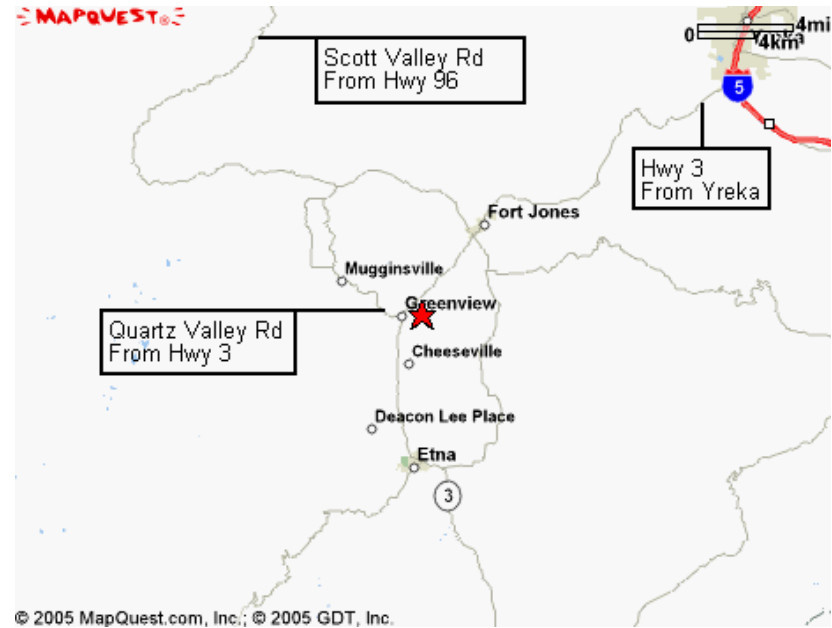 MAPQUEST®
0 4mi
4km
Scott Valley Rd
From Hwy 96
5
Hwy 3
From Yreka
Fort Jones
Mugginsville
Greenview
Quartz Valley Rd
From Hwy 3
Cheeseville
Deacon Lee Place
Etna
3
© 2005 MapQuest.com, Inc.; © 2005 GDT, Inc.